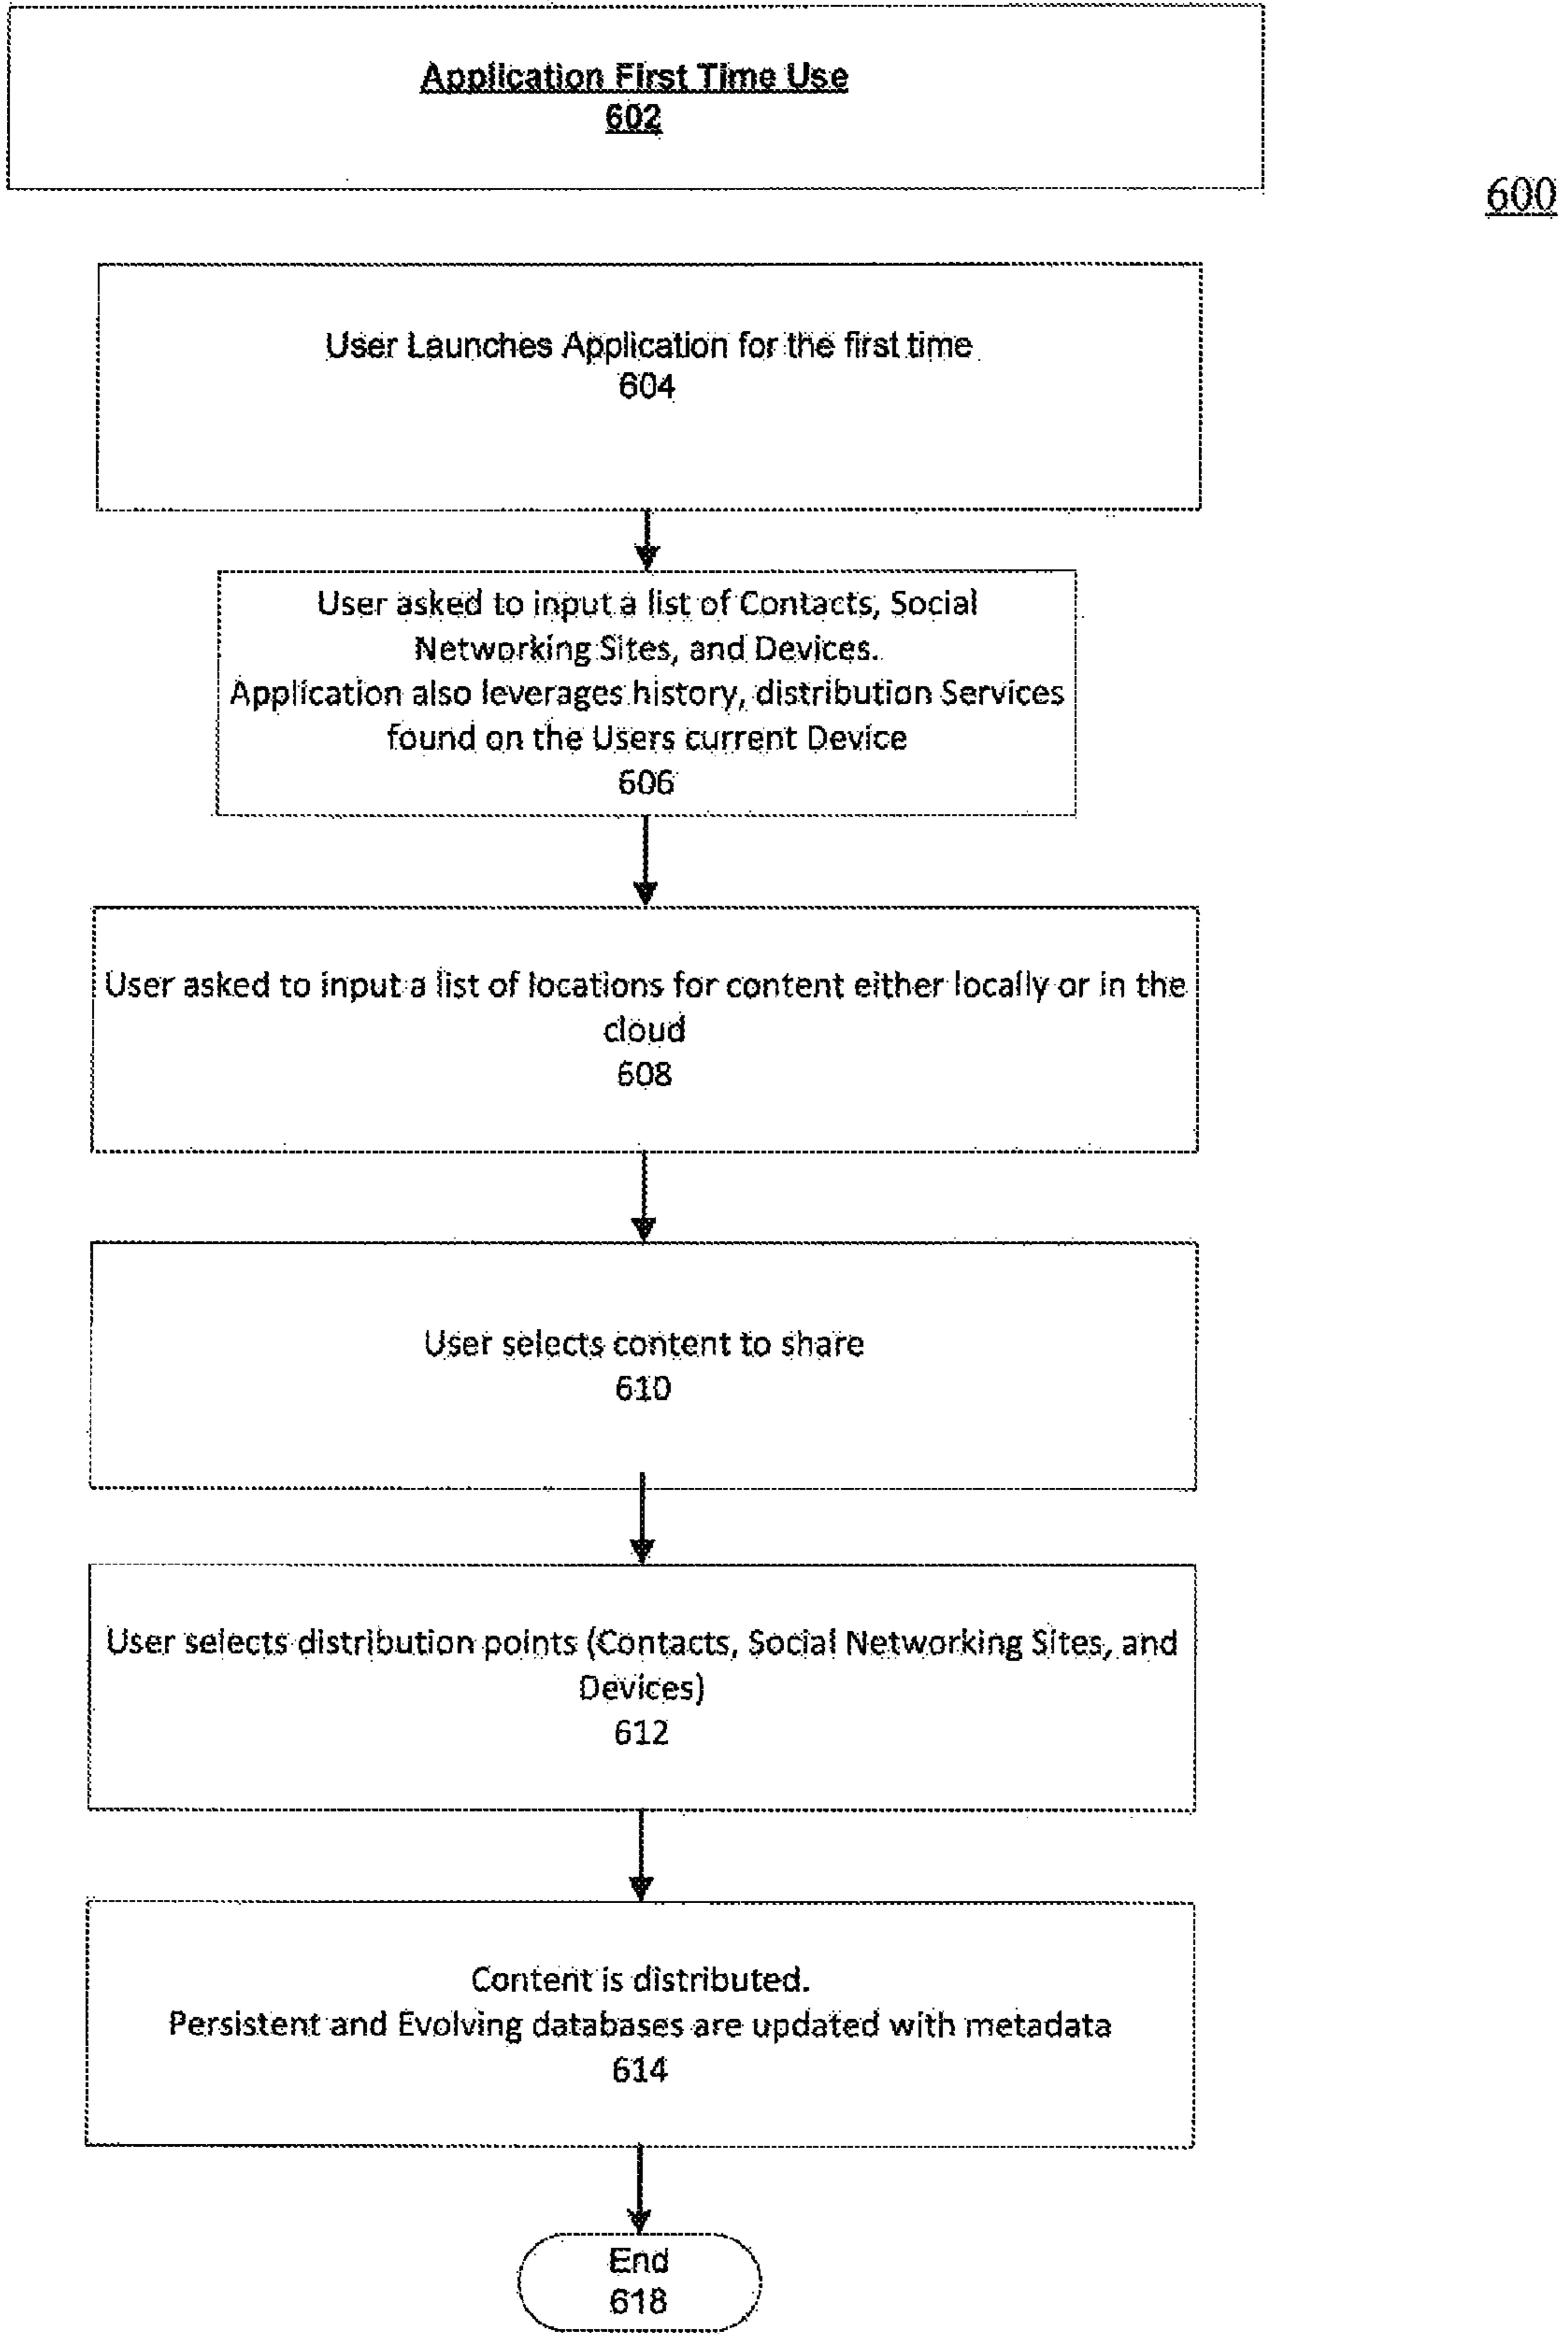 Application First Time Use
602
600
User Launches Application for the first time
604
User asked to input a list of Contacts, Social
Networking Sites, and Devices.
Application also leverages history, distribution Services
found on the Users current Device
606
User asked to input a list of locations for content either locally or in the
cloud
608
User selects content to share
610
User selects distribution points (Contacts, Social Networking Sites, and
Devices)
612
Content is distributed.
Persistent and Evolving databases are updated with metadata
614
End
618